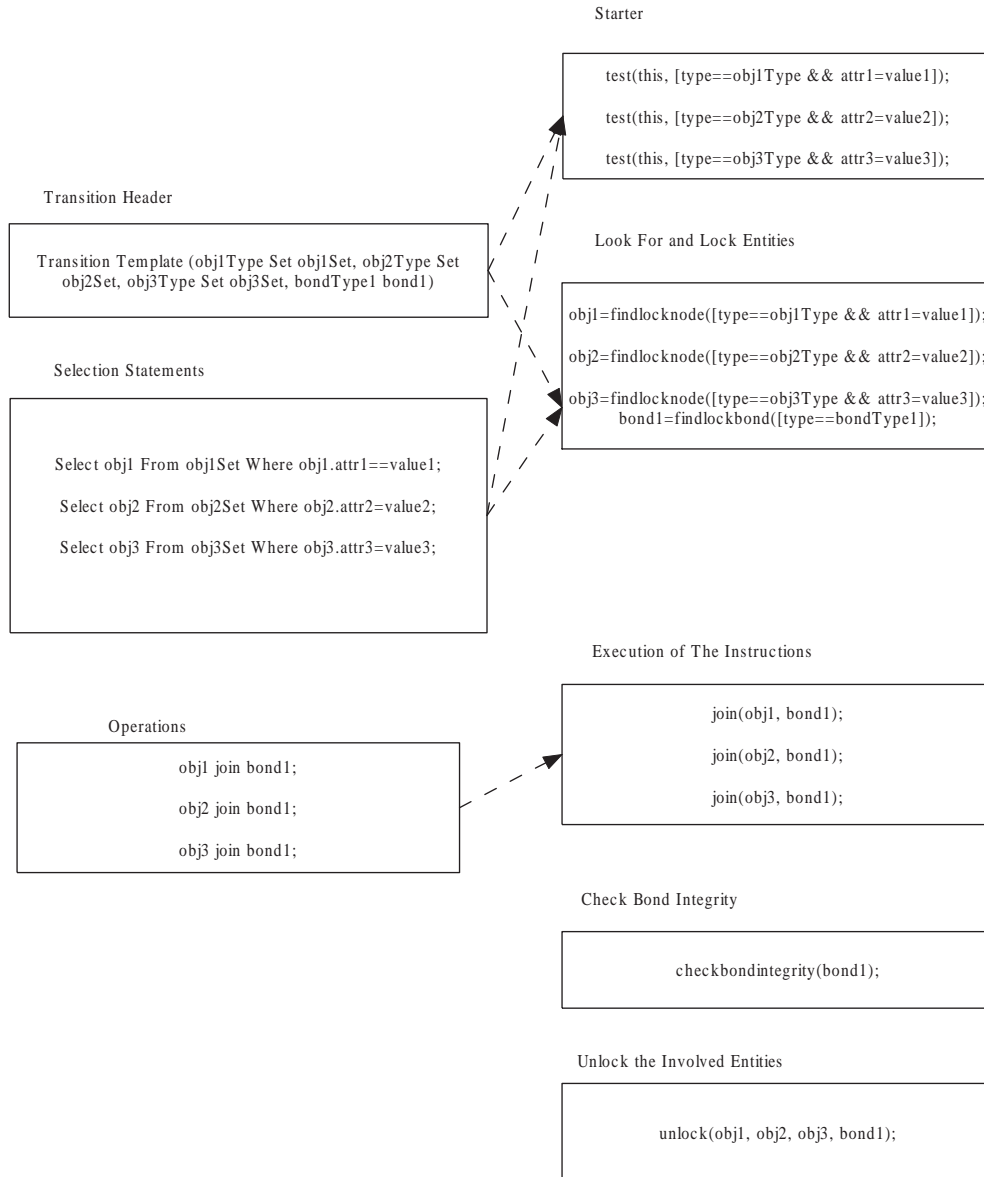 Starter
test(this, [type==obj1Type && attr1=value1]);
test(this, [type==obj2Type && attr2=value2]);
test(this, [type==obj3Type && attr3=value3]);
Transition Header
Transition Template (obj1Type Set obj1Set, obj2Type Set
obj2Set, obj3Type Set obj3Set, bondType1 bond1)
Look For and Lock Entities
obj1=findlocknode([type==obj1Type && attr1=value1]);
obj2=findlocknode([type==obj2Type && attr2=value2]);
obj3=findlocknode([type==obj3Type && attr3=value3]);
bond1=findlockbond([type==bondType1]);
Selection Statements
Select obj1 From obj1Set Where obj1.attr1==value1;
Select obj2 From obj2Set Where obj2.attr2=value2;
Select obj3 From obj3Set Where obj3.attr3=value3;
Execution of The Instructions
join(obj1, bond1);
join(obj2, bond1);
join(obj3, bond1);
Operations
obj1 join bond1;
obj2 join bond1;
obj3 join bond1;
Check Bond Integrity
checkbondintegrity(bond1);
Unlock the Involved Entities
unlock(obj1, obj2, obj3, bond1);